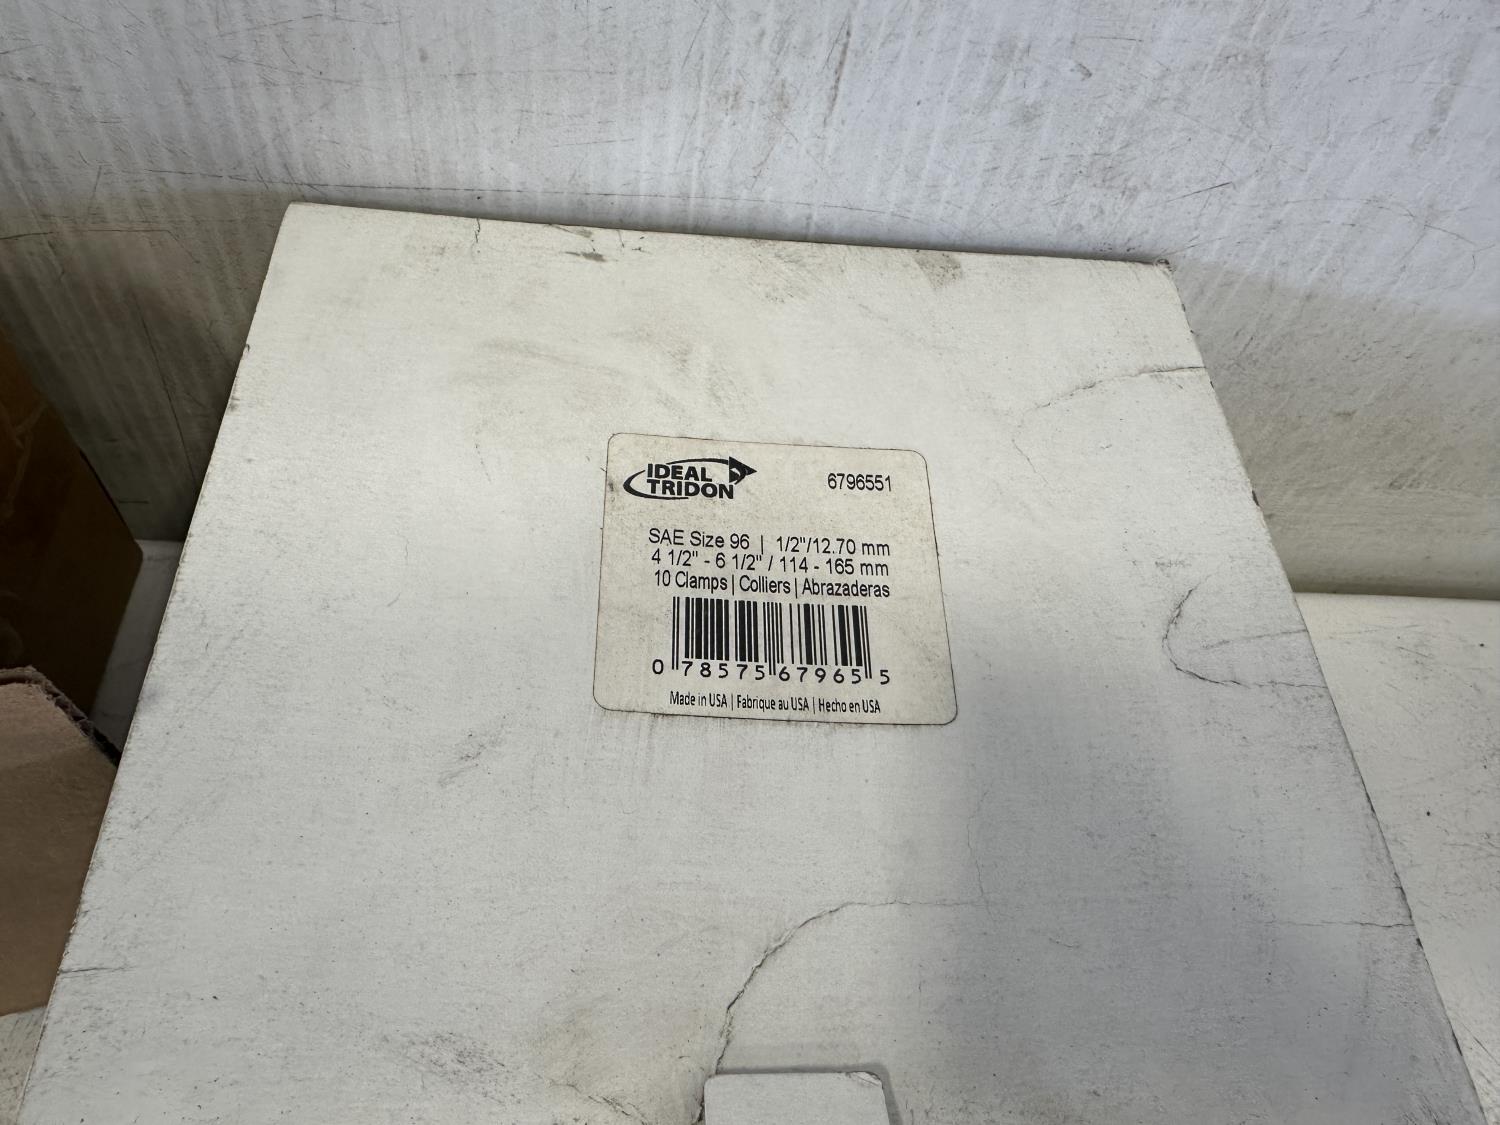 IDEAL
TRIDON
6796551
SAE Size 96 | 1/2"/12.70 mm
4 1/2" - 6 1/2" / 114 - 165 mm
10 Clamps | Colliers | Abrazaderas
0 78575 67965 5
Made in USA | Fabrique au USA | Hecho en USA